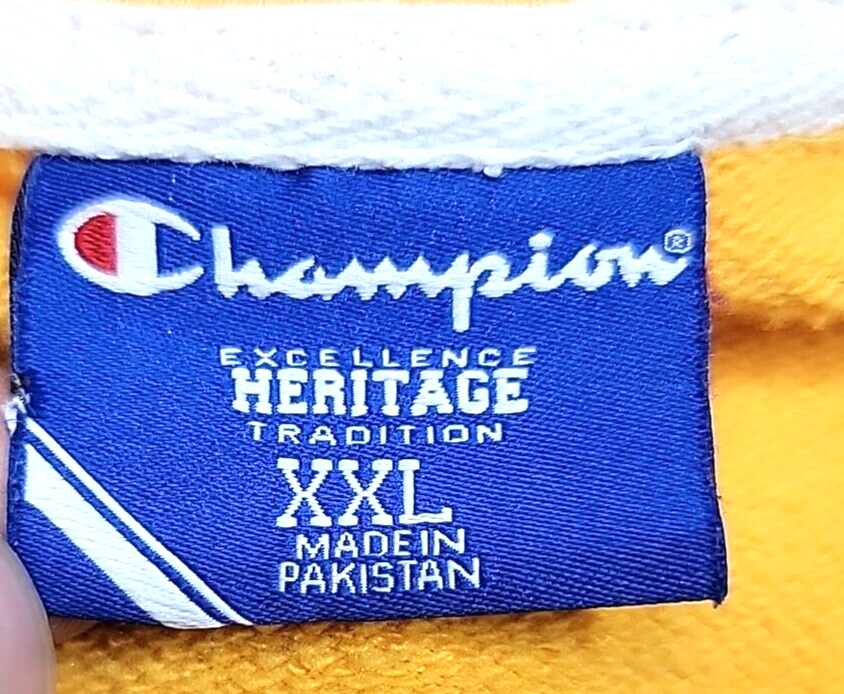 Champion®
EXCELLENCE
HERITAGE
TRADITION
XXL
MADE IN
PAKISTAN